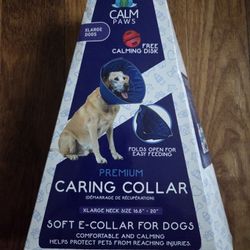 CALM
PAWS
XLARGE
DOGS
FREE
CALMING DISK
FOLDS OPEN FOR
EASY FEEDING
PREMIUM
CARING COLLAR
(DÉMARRAGE DE RÉCUPÉRATION)
XLARGE NECK SIZE 16.5" - 20"
SOFT E-COLLAR FOR DOGS
COMFORTABLE AND CALMING
HELPS PROTECT PETS FROM REACHING INJURIES.